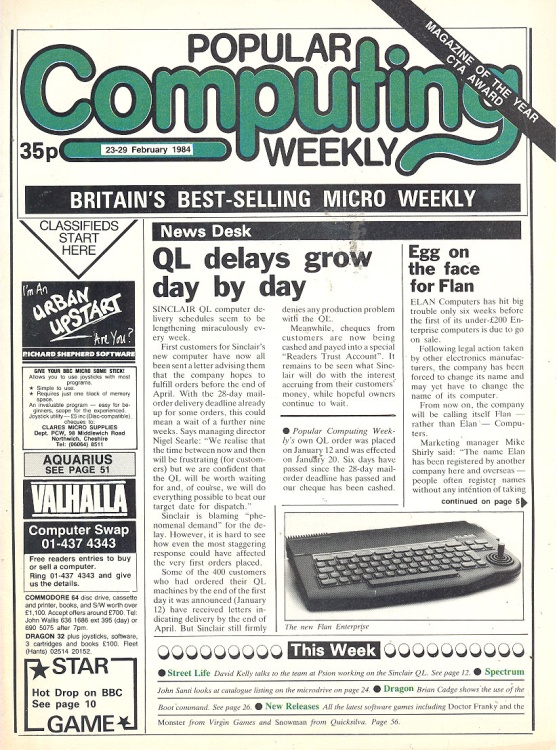 POPULAR
Computing
WEEKLY
MAGAZINE OF THE YEAR
CTA AWARD
35p
23-29 February 1984
BRITAIN'S BEST-SELLING MICRO WEEKLY
CLASSIFIEDS
START
HERE
I'm An
URBAN
UPSTART
Are You?
RICHARD SHEPHERD SOFTWARE
GIVE YOUR BBC MICRO SOME STICK!
Allows you to use joysticks with most
programs.
★ Simple to use.
★ Requires just one block of memory
space.
An invaluable program — easy for be-
ginners, scope for the experienced.
Joystick utility — £5 inc (Dec-compatible),
cheques to:
CLARES MICRO SUPPLIES
Dept. PCW, 222 Middlewich Road
Northwich, Cheshire
Tel: (06064) 8511
AQUARIUS
SEE PAGE 51
VALHALLA
Computer Swap
01-437 4343
Free readers entries to buy
or sell a computer.
Ring 01-437 4343 and give
us the details.
COMMODORE 64 disc drive, cassette
and printer, books, and S/W worth over
£1,100. Accept offers around £700. Tel:
John Wallis 636 1686 ext 395 (day) or
690 5075 after 7pm.
DRAGON 32 plus joysticks, software,
3 cartridges and books £100. Fleet
(Hants) 02514 20152.
★STAR
Hot Drop on BBC
See page 10
GAME★
News Desk
QL delays grow
day by day
SINCLAIR QL computer de-
livery schedules seem to be
lengthening miraculously ev-
ery week.
First customers for Sinclair's
new computer have now all
been sent a letter advising them
that the company hopes to
fulfill orders before the end of
April. With the 28-day mail-
order delivery deadline already
up for some orders, this could
mean a wait of a further nine
weeks. Says managing director
Nigel Searle: "We realise that
the time between now and then
will be frustrating (for custom-
ers) but we are confident that
the QL will be worth waiting
for and, of course, we will do
everything possible to beat our
target date for dispatch."
Sinclair is blaming "phe-
nomenal demand" for the de-
lay. However, it is hard to see
how even the most staggering
response could have affected
the very first orders placed.
Some of the 400 customers
who had ordered their QL
machines by the end of the first
day it was announced (January
12) have received letters in-
dicating delivery by the end of
April. But Sinclair still firmly
denies any production problem
with the QL.
Meanwhile, cheques from
customers are now being
cashed and payed into a special
"Readers Trust Account". It
remains to be seen what Sinc-
lair will do with the interest
accruing from their customers'
money, while hopeful owners
continue to wait.
● Popular Computing Week-
ly's own QL order was placed
on January 12 and was effected
on January 20. Six days have
passed since the 28-day mail-
order deadline has passed and
our cheque has been cashed.
Egg on
the face
for Flan
ELAN Computers has hit big
trouble only six weeks before
the first of its under-£200 En-
terprise computers is due to go
on sale.
Following legal action taken
by other electronics manufac-
turers, the company has been
forced to change its name and
may yet have to change the
name of its computer.
From now on, the company
will be calling itself Flan —
rather than Elan — Compu-
ters.
Marketing manager Mike
Shirly said: "The name Elan
has been registered by another
company here and overseas —
people often register names
without any intention of taking
continued on page 5
The new Flan Enterprise
This Week
● Street Life David Kelly talks to the team at Psion working on the Sinclair QL. See page 12. ● Spectrum
John Santi looks at catalogue listing on the microdrive on page 24. ● Dragon Brian Cadge shows the use of the
Boot command. See page 26. ● New Releases All the latest software games including Doctor Franky and the
Monster from Virgin Games and Snowman from Quicksilva. Page 56.